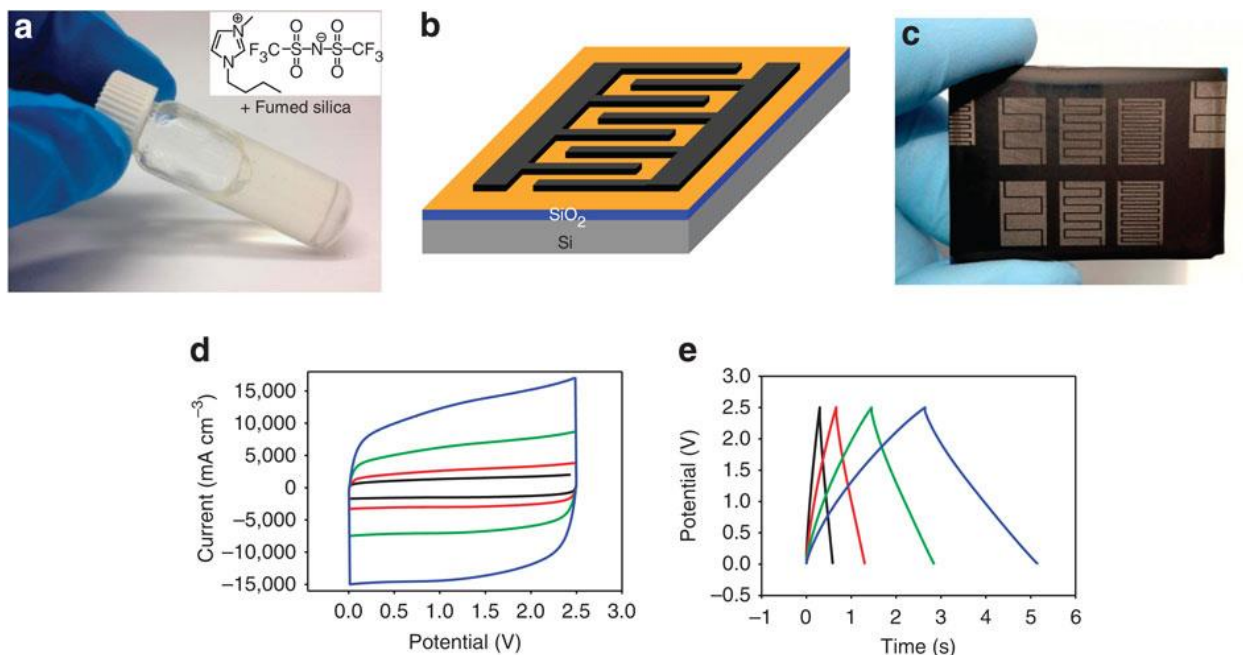 a
F₃C S N⊖ S CF₃
O O
O O
N⊕
N
+ Fumed silica
b
SiO₂
Si
c
d
Current (mA cm⁻³)
15,000
10,000
5,000
0
−5,000
−10,000
−15,000
0.0 0.5 1.0 1.5 2.0 2.5 3.0
Potential (V)
e
Potential (V)
3.0
2.5
2.0
1.5
1.0
0.5
0.0
−0.5
−1 0 1 2 3 4 5 6
Time (s)